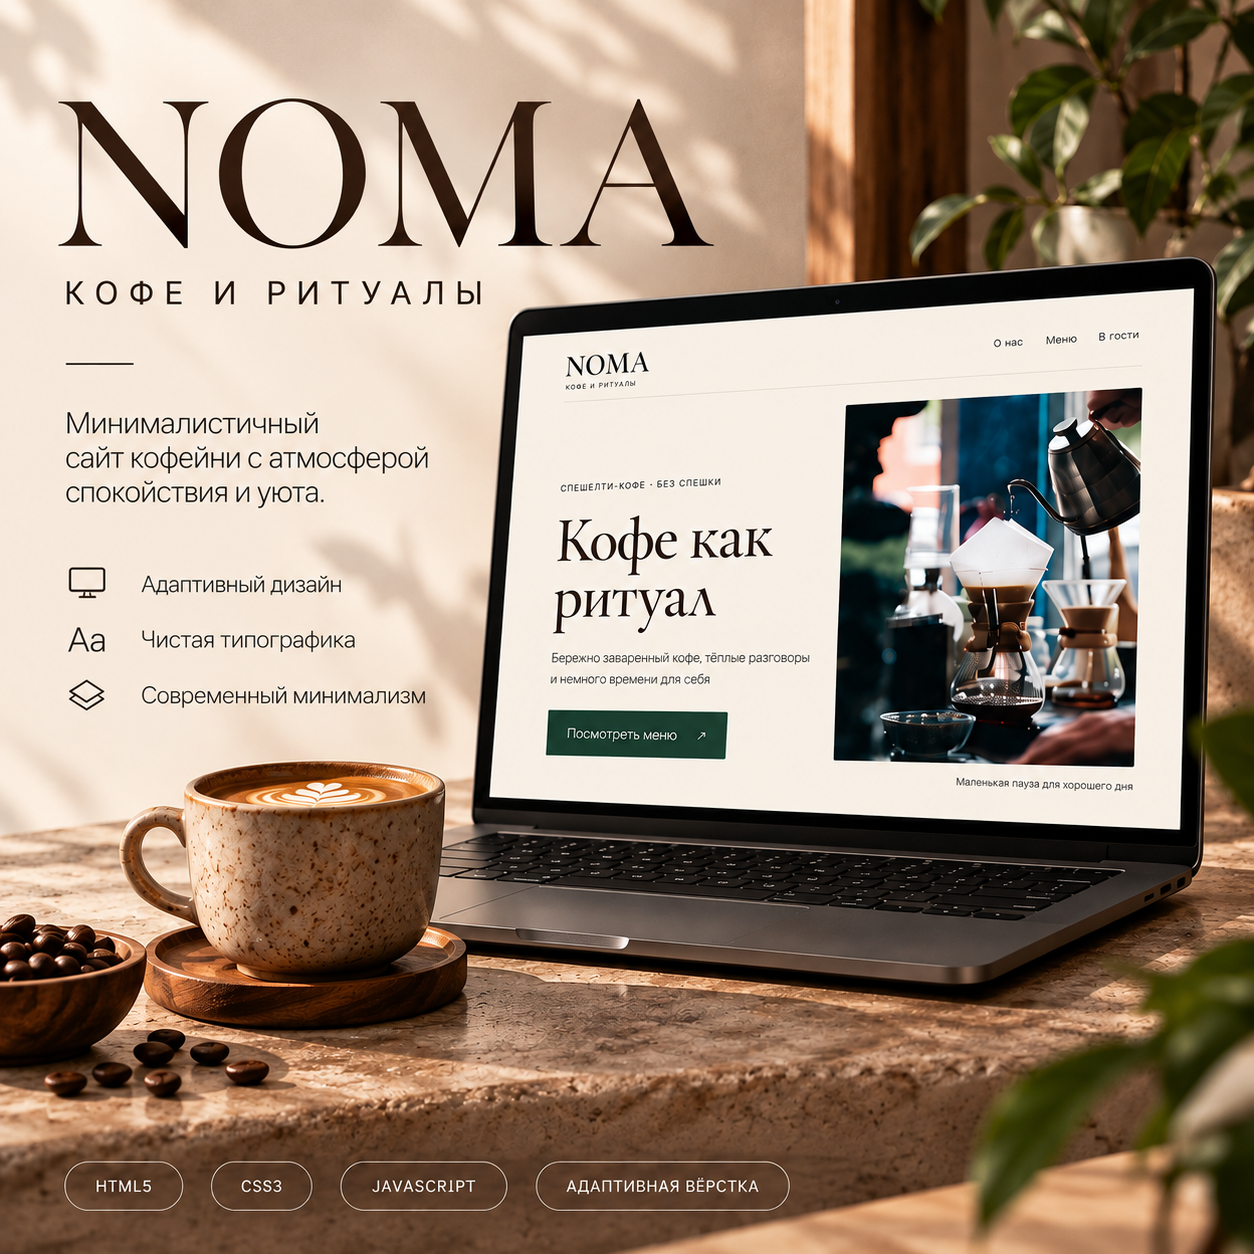 NOMA
КОФЕ И РИТУАЛЫ
Минималистичный
сайт кофейни с атмосферой
спокойствия и уюта.
Адаптивный дизайн
Aa Чистая типографика
Современный минимализм
NOMA
КОФЕ И РИТУАЛЫ
О нас Меню В гости
СПЕШЕЛТИ-КОФЕ · БЕЗ СПЕШКИ
Кофе как
ритуал
Бережно заваренный кофе, тёплые разговоры
и немного времени для себя
Посмотреть меню ↗
Маленькая пауза для хорошего дня
HTML5 CSS3 JAVASCRIPT АДАПТИВНАЯ ВЁРСТКА